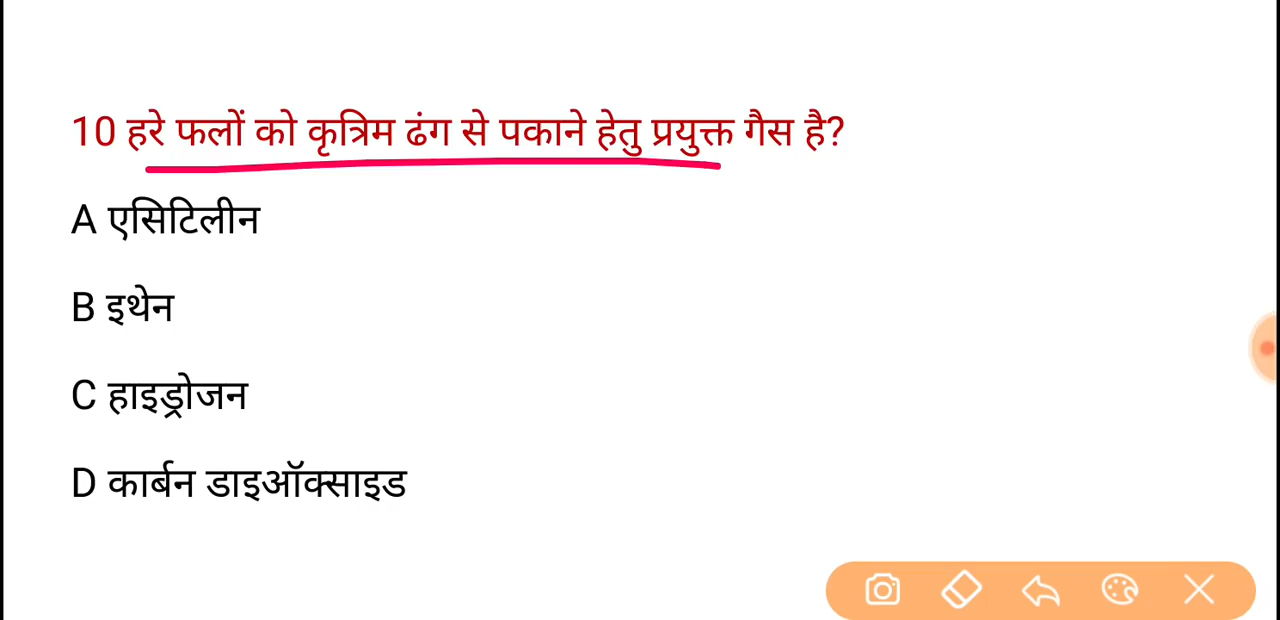 10 हरे फलों को कृत्रिम ढंग से पकाने हेतु प्रयुक्त गैस है?
A एसिटिलीन
B इथेन
C हाइड्रोजन
D कार्बन डाइऑक्साइड